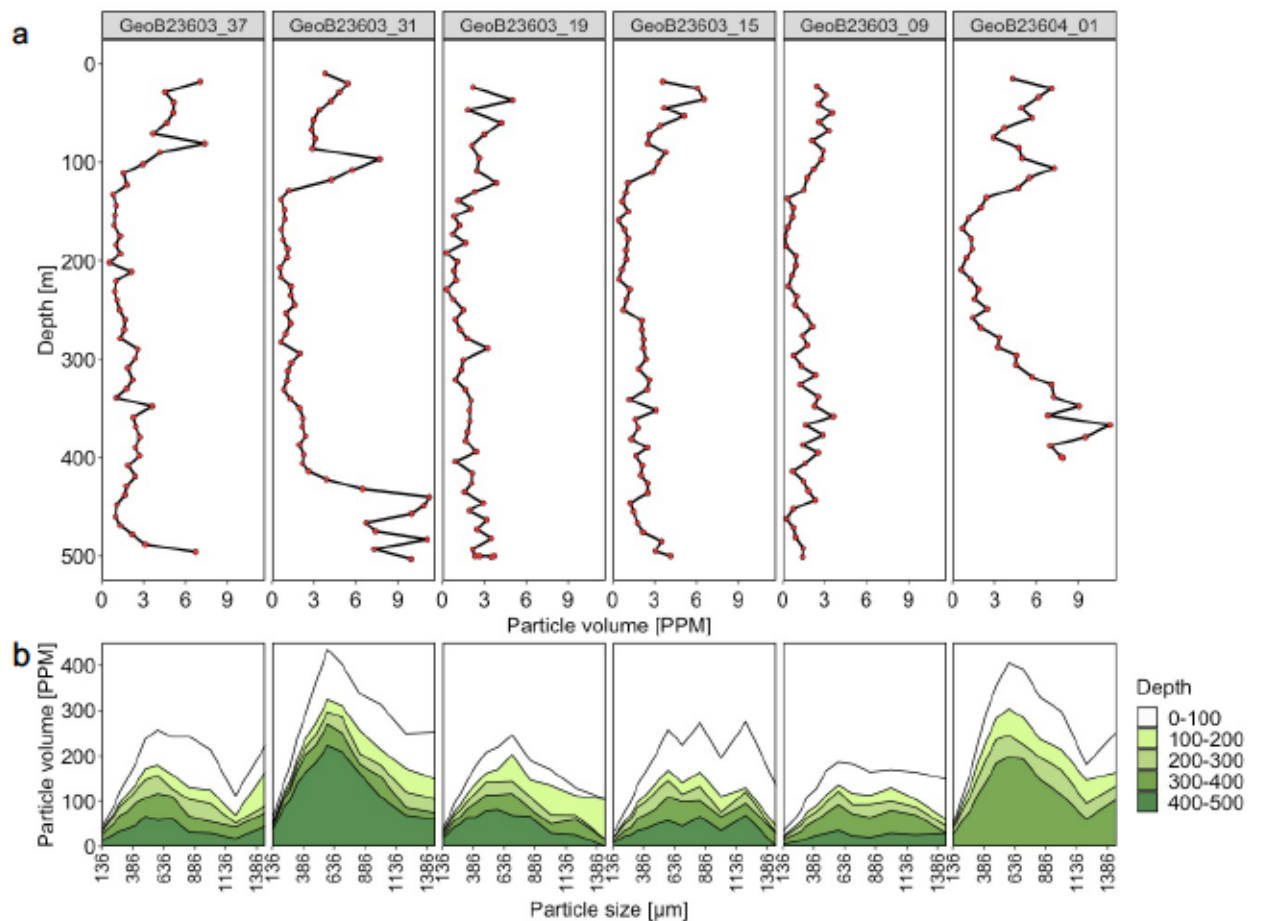 a
GeoB23603_37 GeoB23603_31 GeoB23603_19 GeoB23603_15 GeoB23603_09 GeoB23604_01
0
100
200
300
400
500
Depth [m]
0 3 6 9 0 3 6 9 0 3 6 9 0 3 6 9 0 3 6 9 0 3 6 9
Particle volume [PPM]
b
Particle volume [PPM]
400
300
200
100
0
136 386 636 886 1136 1386 136 386 636 886 1136 1386 136 386 636 886 1136 1386 136 386 636 886 1136 1386 136 386 636 886 1136 1386 136 386 636 886 1136 1386
Particle size [µm]
Depth
0-100
100-200
200-300
300-400
400-500